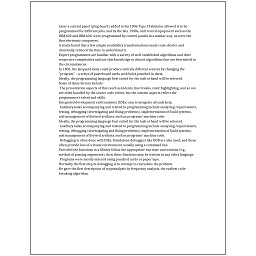 Later a control panel (plug board) added to his 1906 Type I Tabulator allowed it to be
programmed for different jobs, and by the late 1940s, unit record equipment such as the
IBM 602 and IBM 604, were programmed by control panels in a similar way, as were the
first electronic computers.
A study found that a few simple readability transformations made code shorter and
drastically reduced the time to understand it.
Expert programmers are familiar with a variety of well-established algorithms and their
respective complexities and use this knowledge to choose algorithms that are best suited to
the circumstances.
In 1801, the Jacquard loom could produce entirely different weaves by changing the
"program" – a series of pasteboard cards with holes punched in them.
Ideally, the programming language best suited for the task at hand will be selected.
Some of these factors include:
The presentation aspects of this (such as indents, line breaks, color highlighting, and so on)
are often handled by the source code editor, but the content aspects reflect the
programmer's talent and skills.
Integrated development environments (IDEs) aim to integrate all such help.
Auxiliary tasks accompanying and related to programming include analyzing requirements,
testing, debugging (investigating and fixing problems), implementation of build systems,
and management of derived artifacts, such as programs' machine code.
Ideally, the programming language best suited for the task at hand will be selected.
Auxiliary tasks accompanying and related to programming include analyzing requirements,
testing, debugging (investigating and fixing problems), implementation of build systems,
and management of derived artifacts, such as programs' machine code.
Debugging is often done with IDEs. Standalone debuggers like GDB are also used, and these
often provide less of a visual environment, usually using a command line.
Provided the functions in a library follow the appropriate run-time conventions (e.g.,
method of passing arguments), then these functions may be written in any other language.
Programs were mostly entered using punched cards or paper tape.
Normally the first step in debugging is to attempt to reproduce the problem.
He gave the first description of cryptanalysis by frequency analysis, the earliest code-
breaking algorithm.